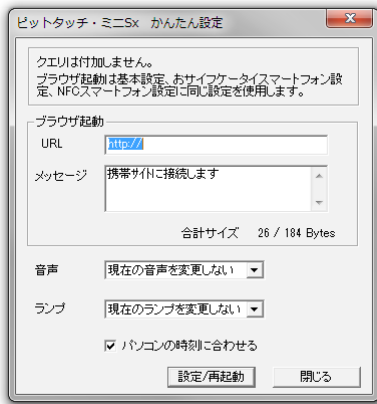 ピットタッチ・ミニSx かんたん設定
クエリは付加しません。
ブラウザ起動は基本設定、おサイフケータイスマートフォン設
定、NFCスマートフォン設定に同じ設定を使用します。
ブラウザ起動
URL http://
メッセージ 携帯サイトに接続します
合計サイズ 26 / 184 Bytes
音声 現在の音声を変更しない
ランプ 現在のランプを変更しない
パソコンの時刻に合わせる
設定/再起動 閉じる